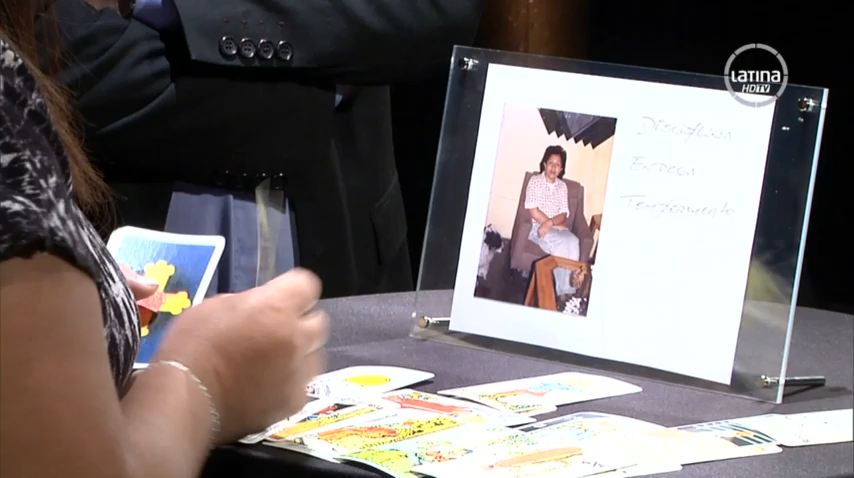 LATINA
HDTV
Disciplina
Entrega
Temperamento